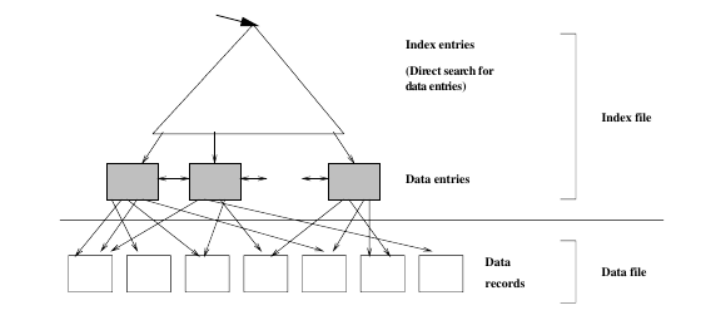 Index entries
(Direct search for
data entries)
Index file
Data entries
Data
records
Data file